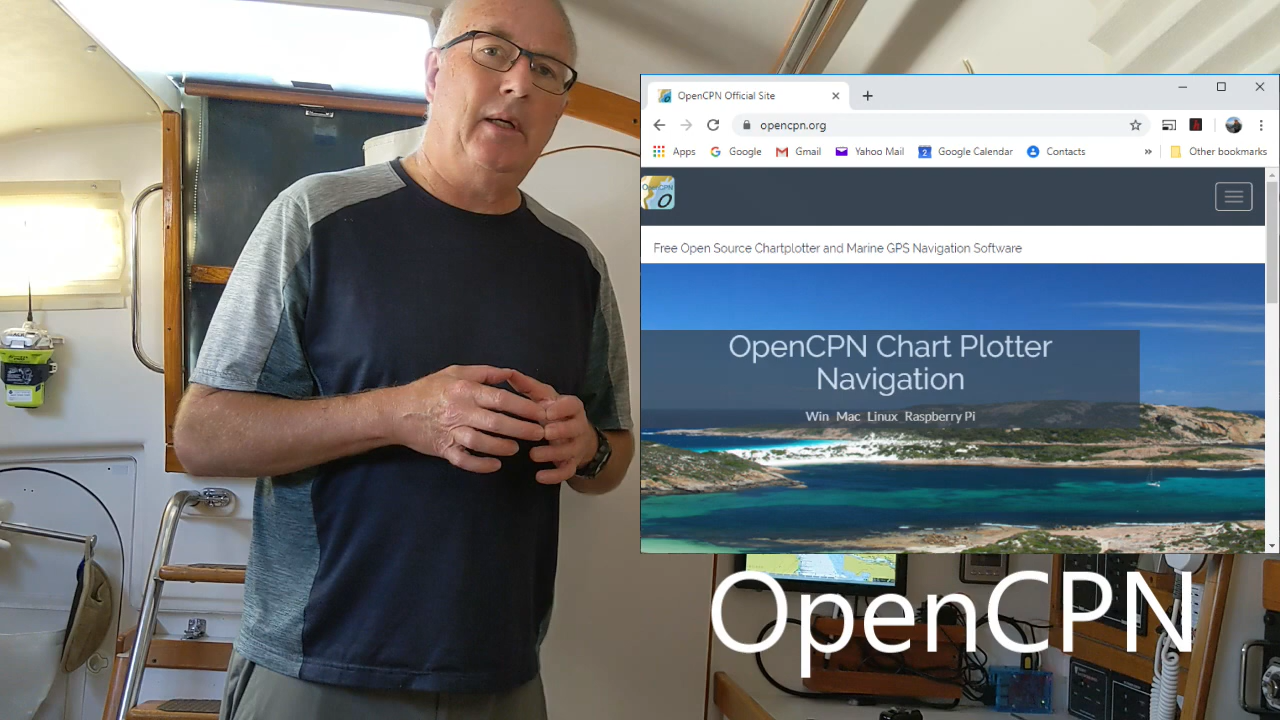 OpenCPN Official Site
opencpn.org
Apps Google Gmail Yahoo Mail Google Calendar Contacts » Other bookmarks
OpenCPN
Free Open Source Chartplotter and Marine GPS Navigation Software
OpenCPN Chart Plotter
Navigation
Win Mac Linux Raspberry Pi
OpenCPN